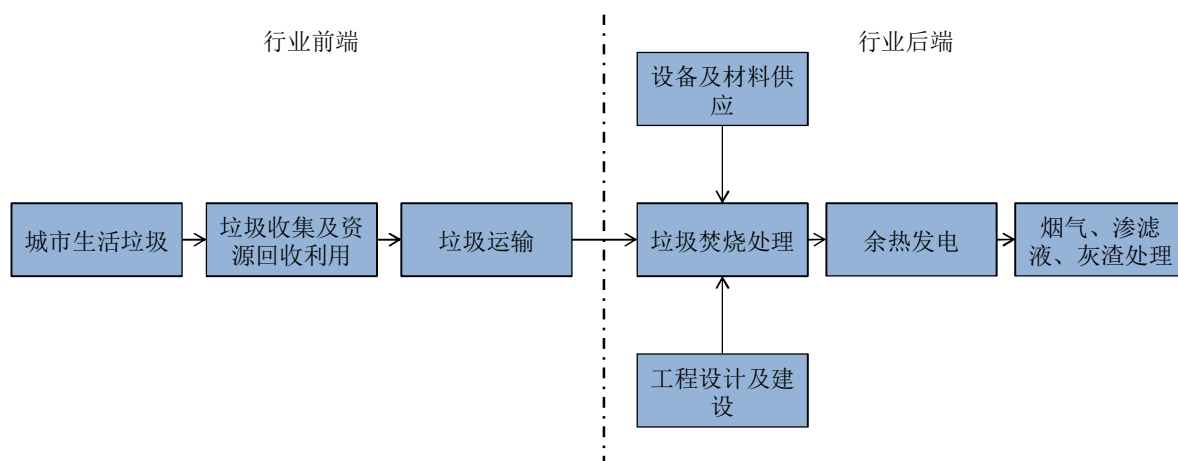 行业前端
行业后端
设备及材料供
应
城市生活垃圾
垃圾收集及资
源回收利用
垃圾运输
垃圾焚烧处理
余热发电
烟气、渗滤
液、灰渣处理
工程设计及建
设